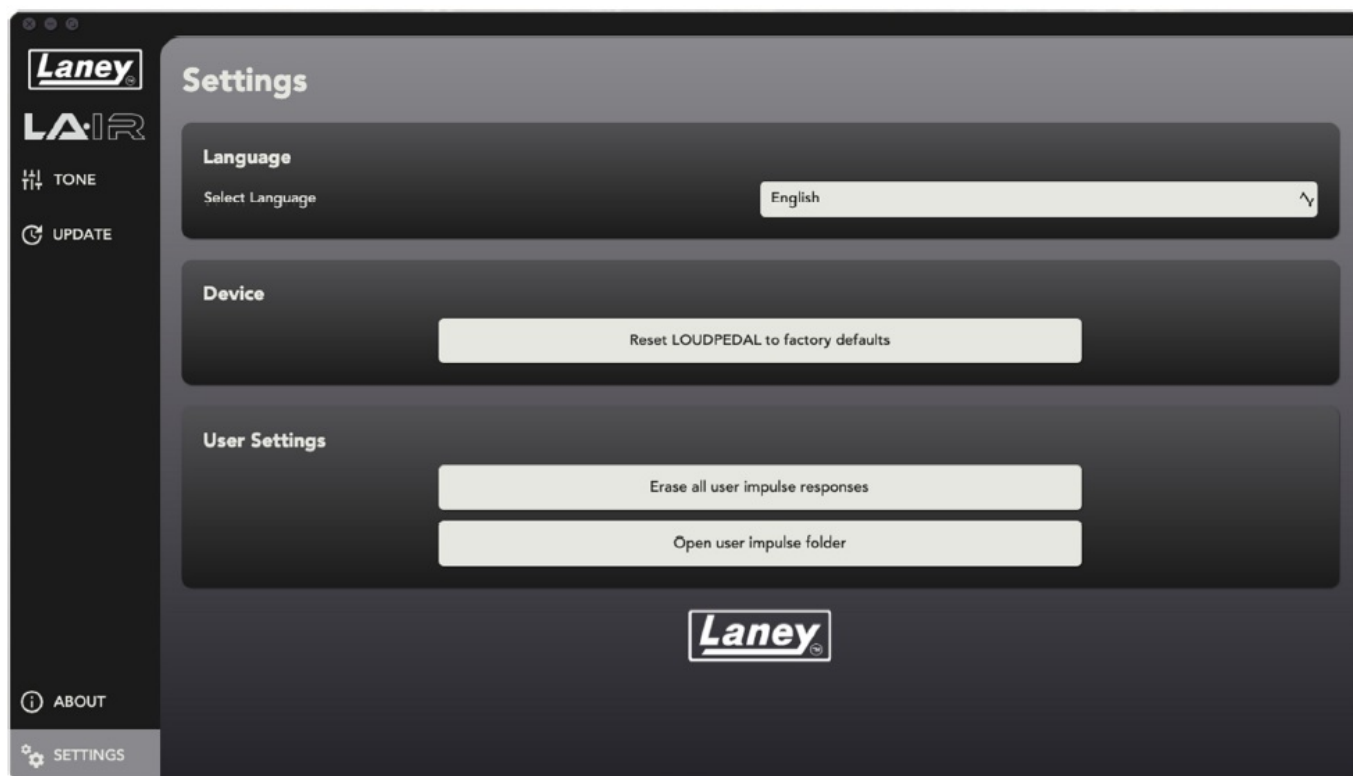 Laney
LA·IR
TONE
UPDATE
ABOUT
SETTINGS
Settings
Language
Select Language
English
Device
Reset LOUDPEDAL to factory defaults
User Settings
Erase all user impulse responses
Open user impulse folder
Laney